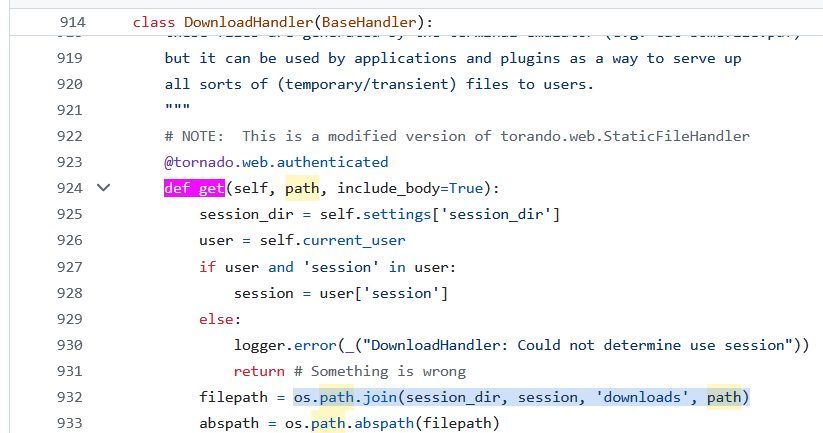 914 class DownloadHandler(BaseHandler):
919 but it can be used by applications and plugins as a way to serve up
920 all sorts of (temporary/transient) files to users.
921 """
922 # NOTE:  This is a modified version of torando.web.StaticFileHandler
923 @tornado.web.authenticated
924 def get(self, path, include_body=True):
925 session_dir = self.settings['session_dir']
926 user = self.current_user
927 if user and 'session' in user:
928 session = user['session']
929 else:
930 logger.error(_("DownloadHandler: Could not determine use session"))
931 return # Something is wrong
932 filepath = os.path.join(session_dir, session, 'downloads', path)
933 abspath = os.path.abspath(filepath)